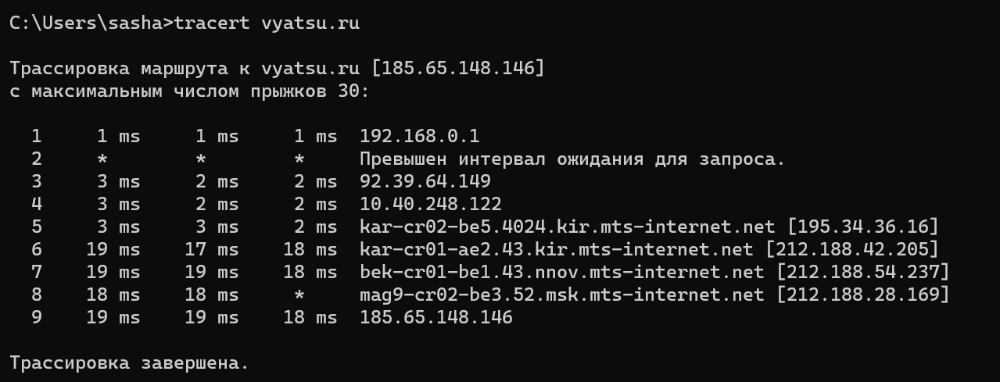 C:\Users\sasha>tracert vyatsu.ru
Трассировка маршрута к vyatsu.ru [185.65.148.146]
с максимальным числом прыжков 30:
1 1 ms 1 ms 1 ms 192.168.0.1
2 * * * Превышен интервал ожидания для запроса.
3 3 ms 2 ms 2 ms 92.39.64.149
4 3 ms 2 ms 2 ms 10.40.248.122
5 3 ms 3 ms 2 ms kar-cr02-be5.4024.kir.mts-internet.net [195.34.36.16]
6 19 ms 17 ms 18 ms kar-cr01-ae2.43.kir.mts-internet.net [212.188.42.205]
7 19 ms 19 ms 18 ms bek-cr01-be1.43.nnov.mts-internet.net [212.188.54.237]
8 18 ms 18 ms * mag9-cr02-be3.52.msk.mts-internet.net [212.188.28.169]
9 19 ms 19 ms 18 ms 185.65.148.146
Трассировка завершена.